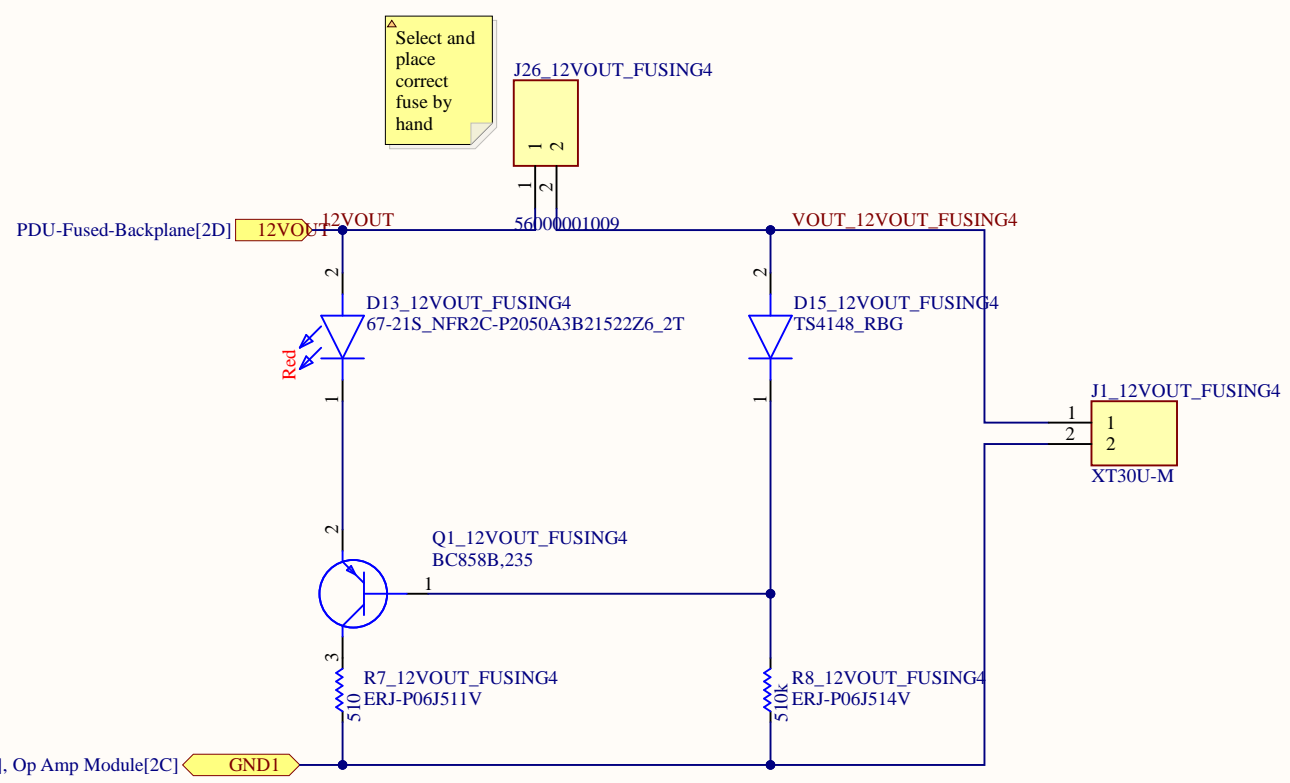 Select and
place
correct
fuse by
hand
J26_12VOUT_FUSING4
1
2
1
2
56000001009
PDU-Fused-Backplane[2D]
12VOUT
12VOUT
VOUT_12VOUT_FUSING4
2
D13_12VOUT_FUSING4
67-21S_NFR2C-P2050A3B21522Z6_2T
Red
1
2
D15_12VOUT_FUSING4
TS4148_RBG
1
J1_12VOUT_FUSING4
1
1
2
2
XT30U-M
2
Q1_12VOUT_FUSING4
BC858B,235
1
3
R7_12VOUT_FUSING4
ERJ-P06J511V
510
R8_12VOUT_FUSING4
ERJ-P06J514V
510k
], Op Amp Module[2C]
GND1